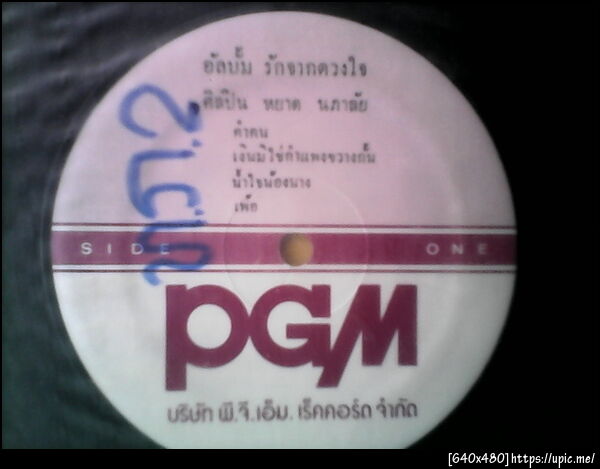 อัลบั้ม รักจากดวงใจ
ศิลปิน หยาด นภาลัย
คำคน
เงินมิใช่กำแพงขวางกั้น
น้ำใจน้องนาง
เพ้อ
SIDE ONE
PGM
บริษัท พี.จี.เอ็ม. เร็คคอร์ด จำกัด
[640x480]https://upic.me/